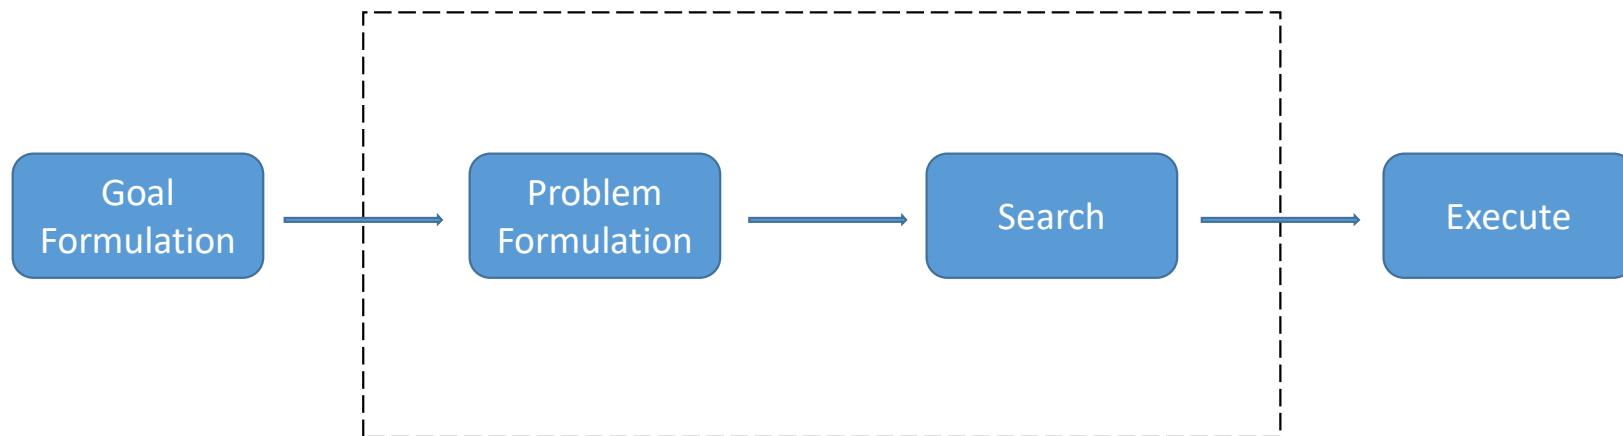 Goal
Formulation
Problem
Formulation
Search
Execute